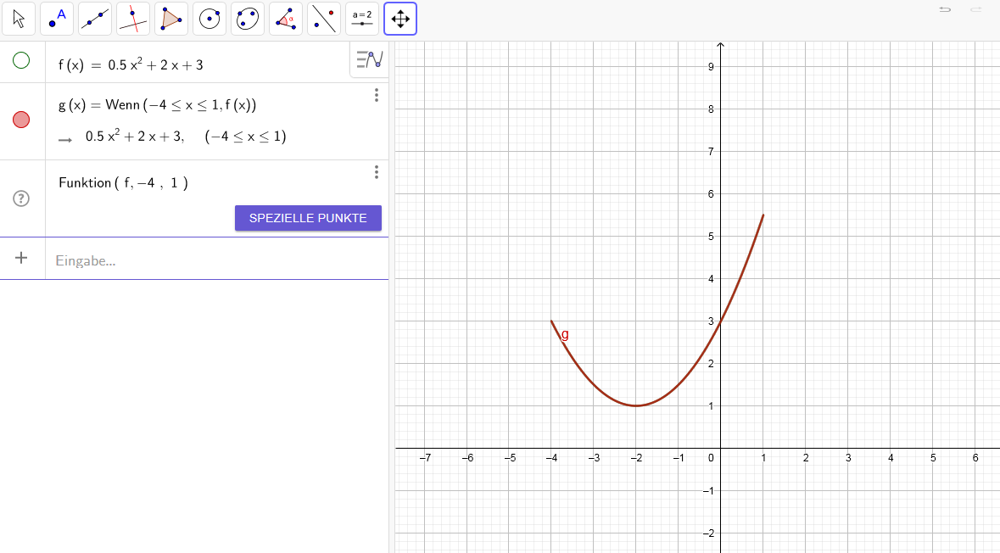 A
α
a = 2
f (x) = 0.5 x² + 2 x + 3
g (x) = Wenn (−4 ≤ x ≤ 1, f (x))
→ 0.5 x² + 2 x + 3, (−4 ≤ x ≤ 1)
Funktion ( f, −4 , 1 )
SPEZIELLE PUNKTE
Eingabe...
9
8
7
6
5
4
3
g
2
1
−7 −6 −5 −4 −3 −2 −1 0 1 2 3 4 5 6
−1
−2